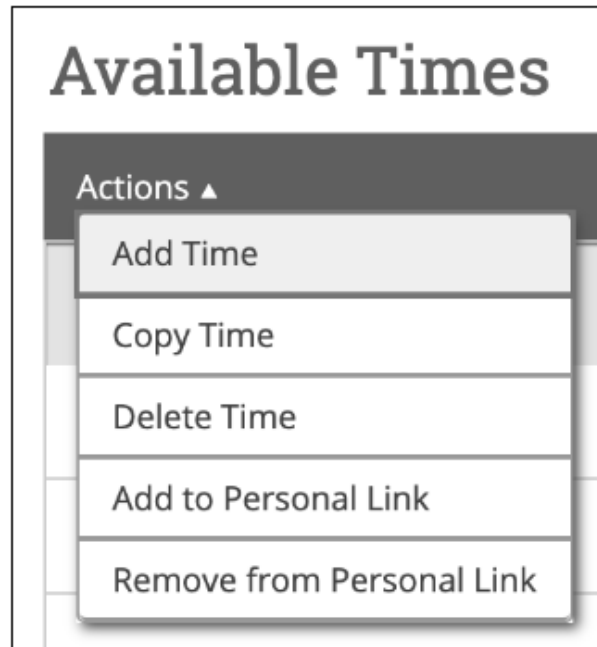 Available Times
Actions ▲
Add Time
Copy Time
Delete Time
Add to Personal Link
Remove from Personal Link